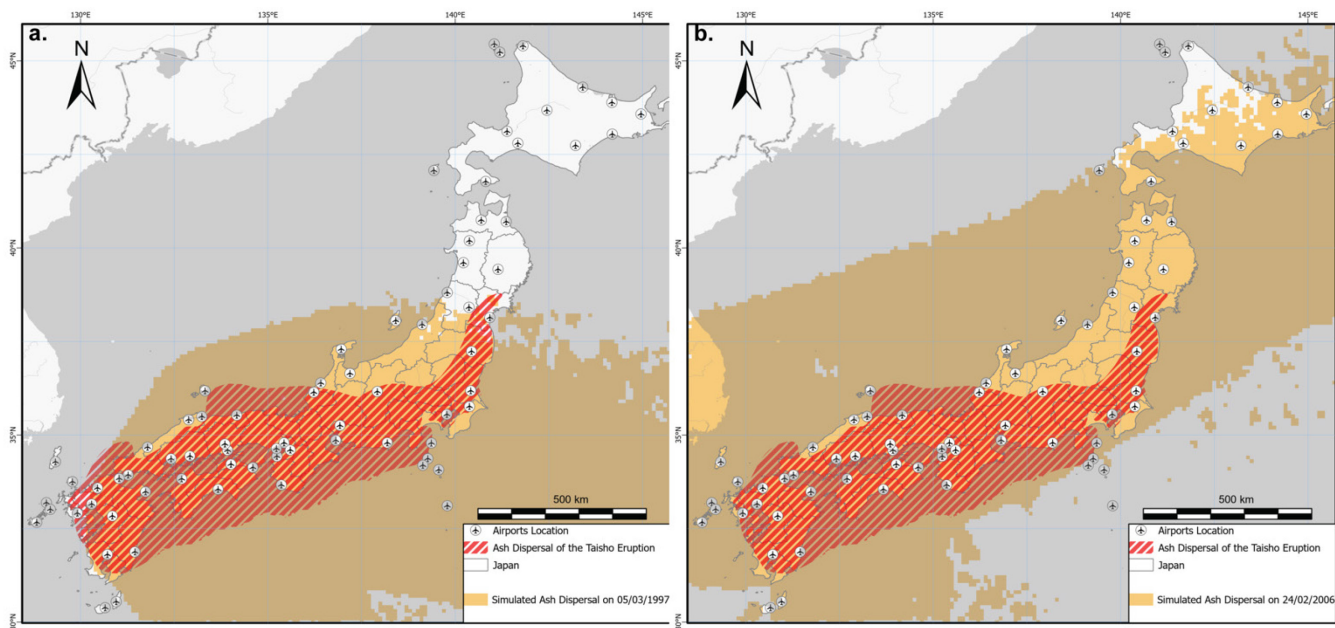 130°E 135°E 140°E 145°E
a.
N
45°N
40°N
35°N
30°N
500 km
Airports Location
Ash Dispersal of the Taisho Eruption
Japan
Simulated Ash Dispersal on 05/03/1997
130°E 135°E 140°E 145°E
b.
N
45°N
40°N
35°N
30°N
500 km
Airports Location
Ash Dispersal of the Taisho Eruption
Japan
Simulated Ash Dispersal on 24/02/2006